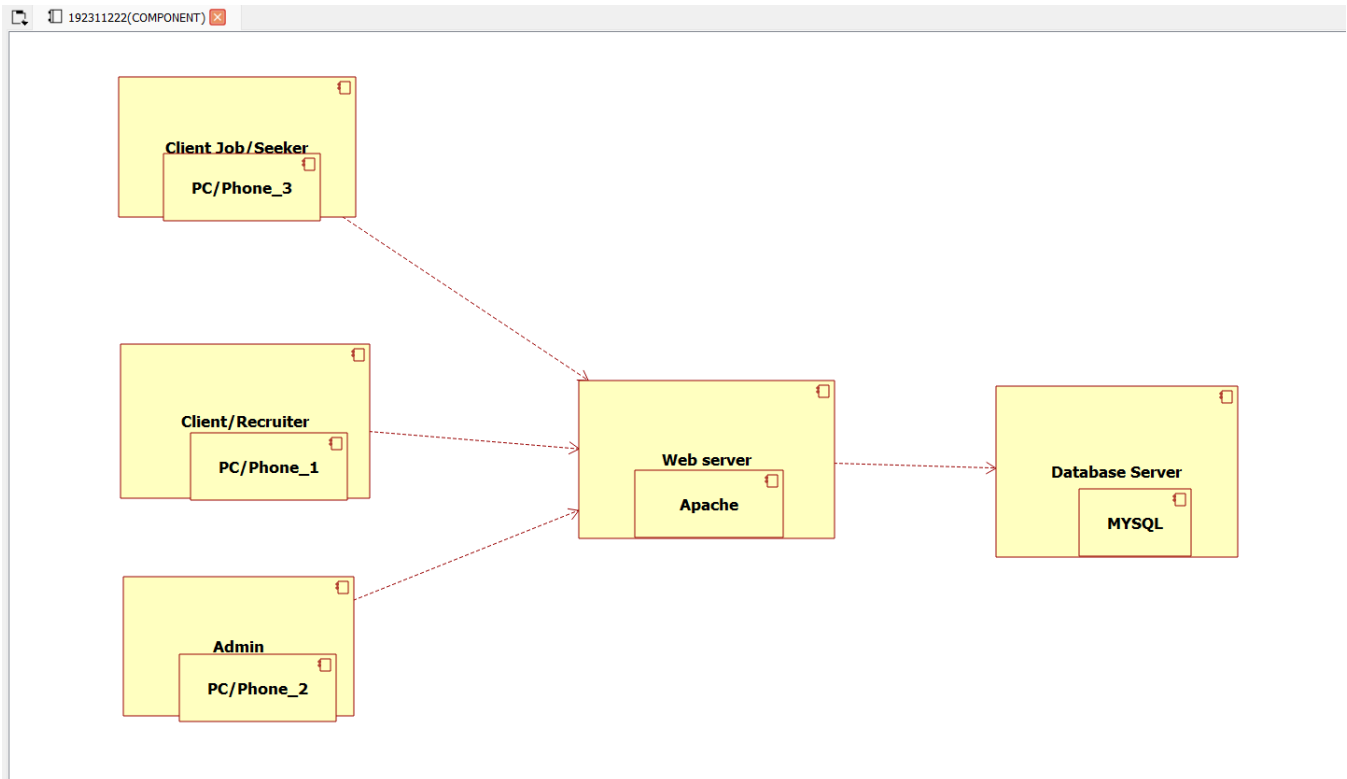 192311222(COMPONENT)
Client Job/Seeker
PC/Phone_3
Client/Recruiter
PC/Phone_1
Web server
Apache
Database Server
MYSQL
Admin
PC/Phone_2